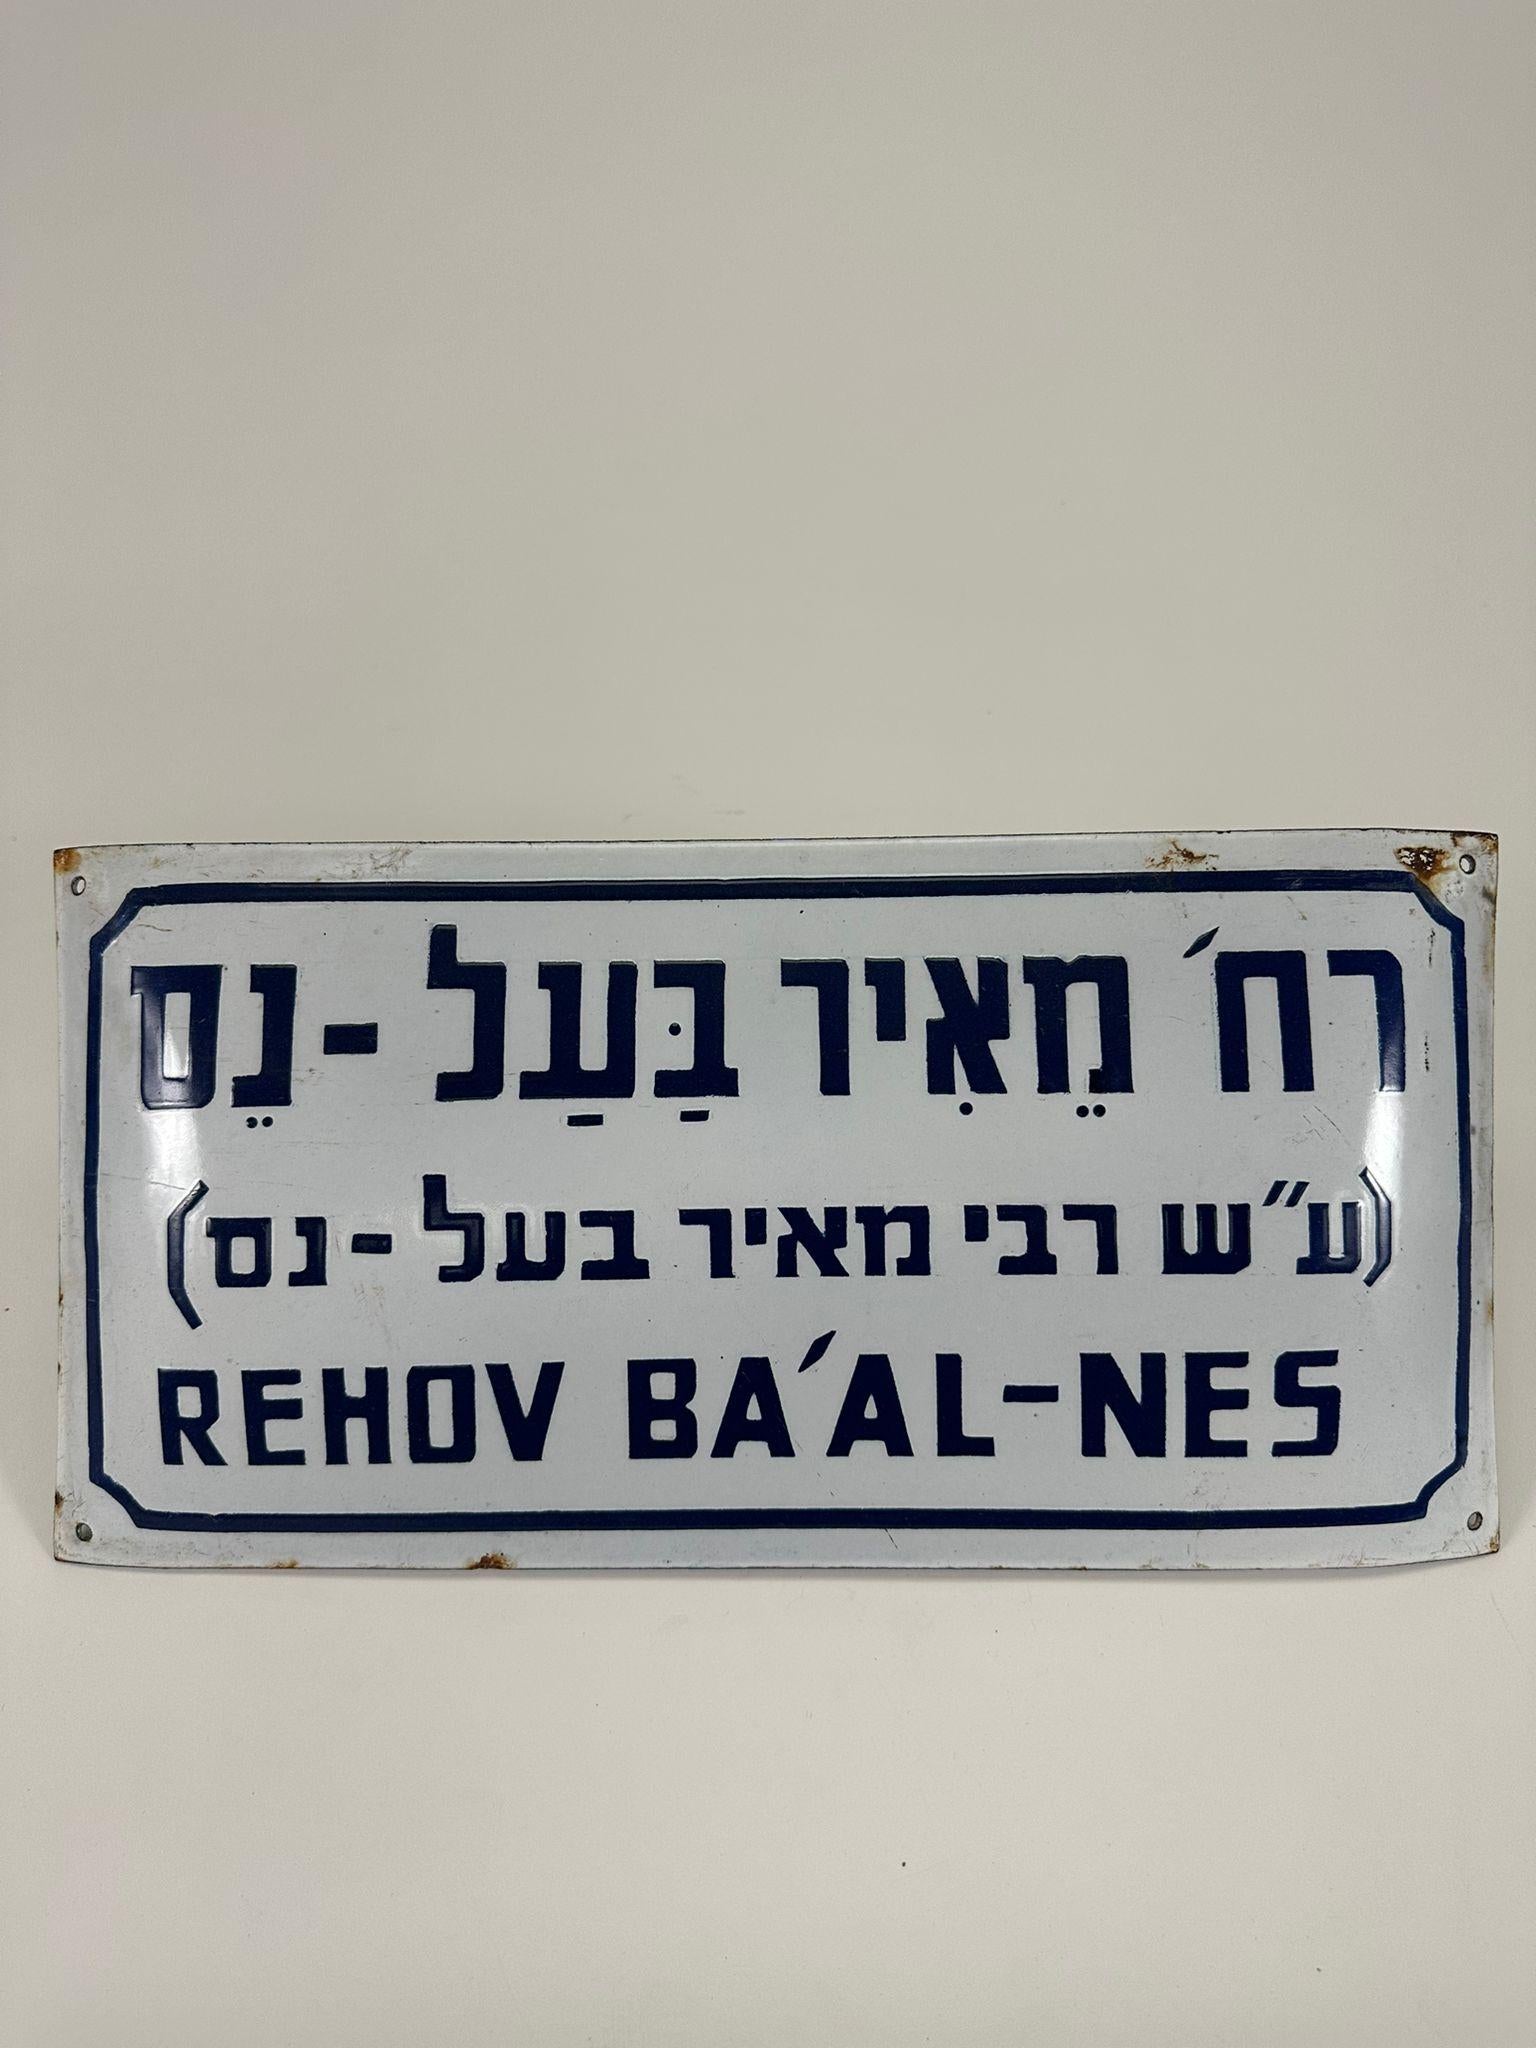 רח' מֵאִיר בַּעַל - נֵס
(ע"ש רבי מאיר בעל - נס)
REHOV BA'AL-NES